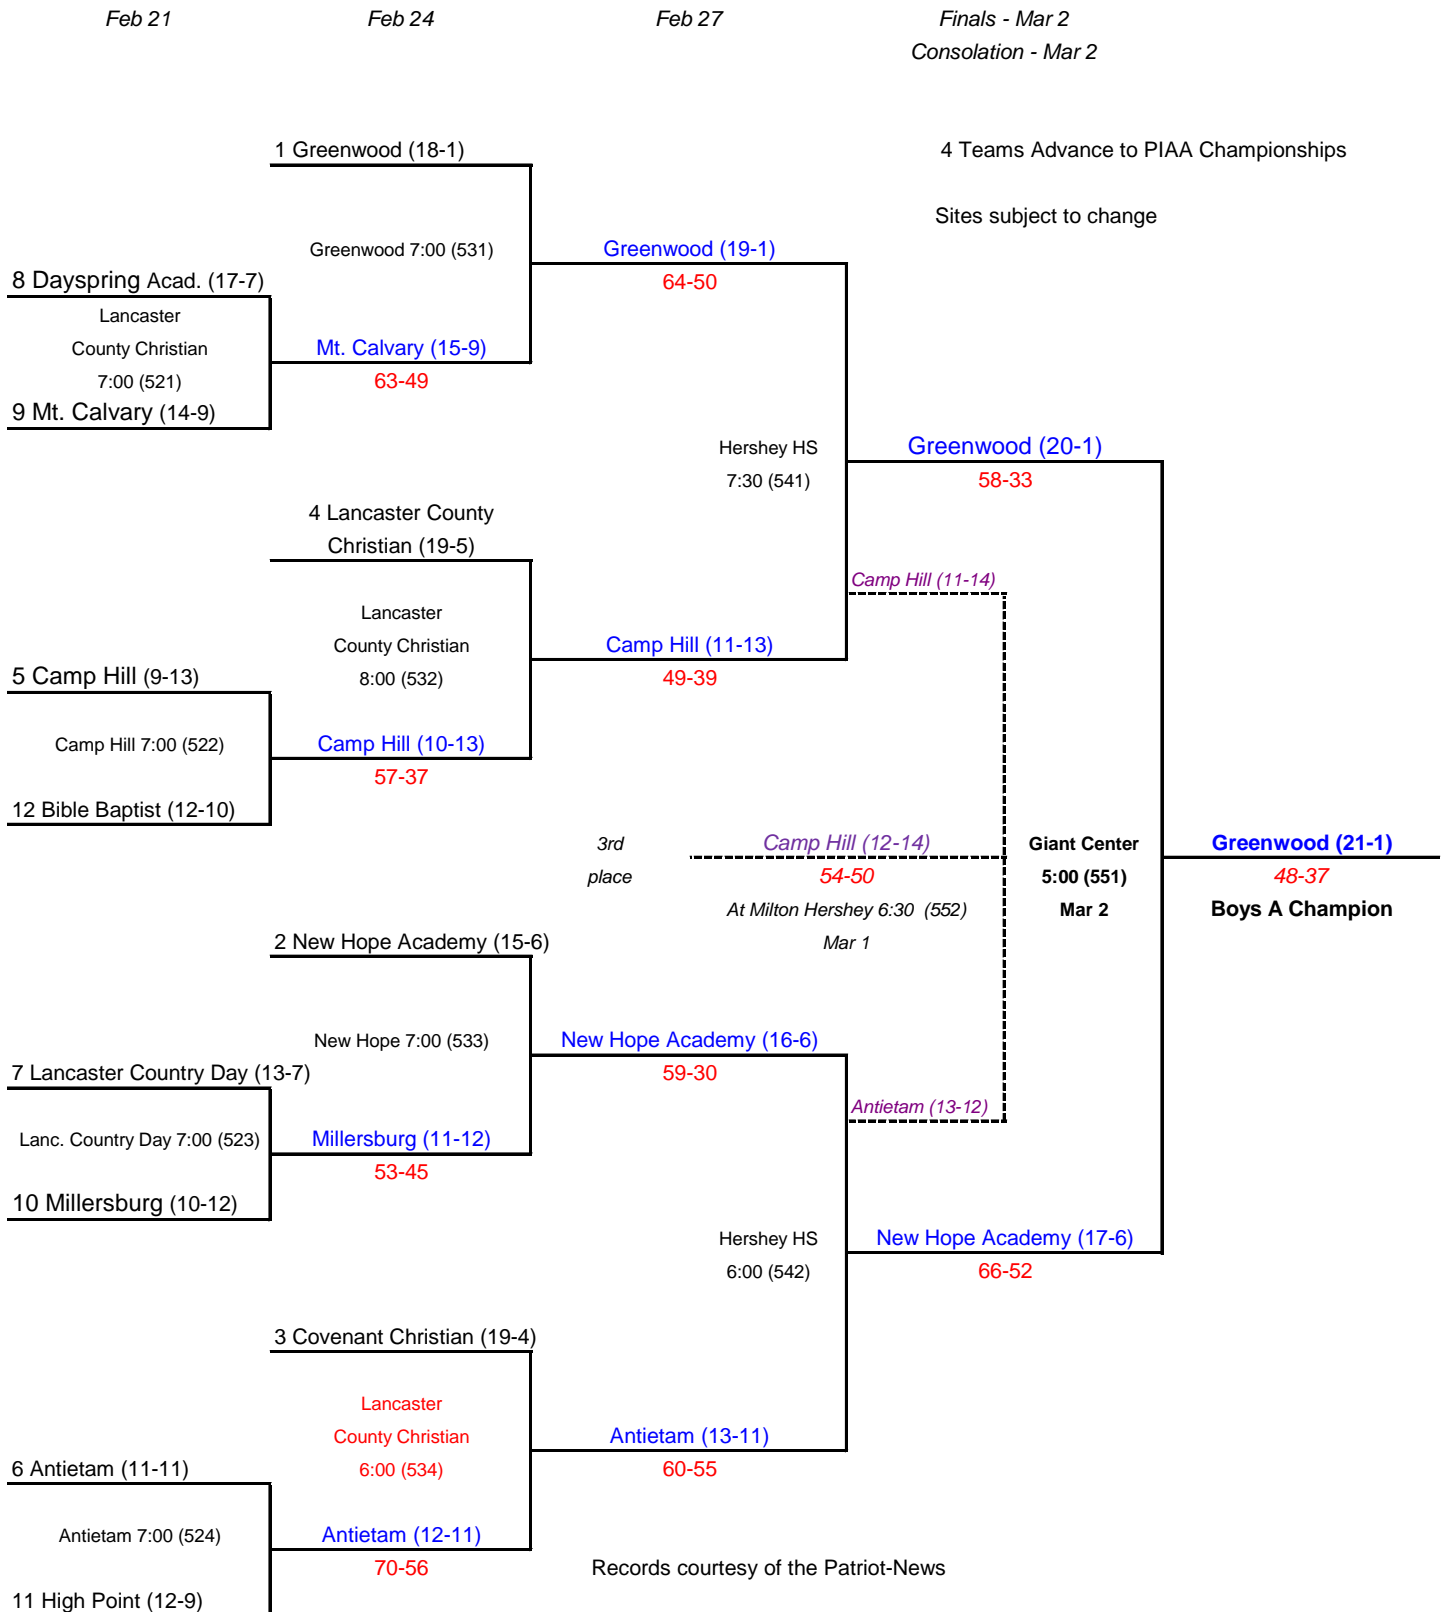 Feb 21
Feb 24
Feb 27
Finals - Mar 2
Consolation - Mar 2
1 Greenwood (18-1)
4 Teams Advance to PIAA Championships
Sites subject to change
Greenwood 7:00 (531)
Greenwood (19-1)
64-50
8 Dayspring Acad. (17-7)
Lancaster
County Christian
7:00 (521)
Mt. Calvary (15-9)
63-49
9 Mt. Calvary (14-9)
Hershey HS
7:30 (541)
Greenwood (20-1)
58-33
4 Lancaster County
Christian (19-5)
Camp Hill (11-14)
Lancaster
County Christian
8:00 (532)
Camp Hill (11-13)
49-39
5 Camp Hill (9-13)
Camp Hill 7:00 (522)
Camp Hill (10-13)
57-37
12 Bible Baptist (12-10)
3rd
place
Camp Hill (12-14)
54-50
At Milton Hershey 6:30 (552)
Mar 1
Giant Center
5:00 (551)
Mar 2
Greenwood (21-1)
48-37
Boys A Champion
2 New Hope Academy (15-6)
New Hope 7:00 (533)
New Hope Academy (16-6)
59-30
7 Lancaster Country Day (13-7)
Antietam (13-12)
Lanc. Country Day 7:00 (523)
Millersburg (11-12)
53-45
10 Millersburg (10-12)
Hershey HS
6:00 (542)
New Hope Academy (17-6)
66-52
3 Covenant Christian (19-4)
Lancaster
County Christian
6:00 (534)
Antietam (13-11)
60-55
6 Antietam (11-11)
Antietam 7:00 (524)
Antietam (12-11)
70-56
Records courtesy of the Patriot-News
11 High Point (12-9)